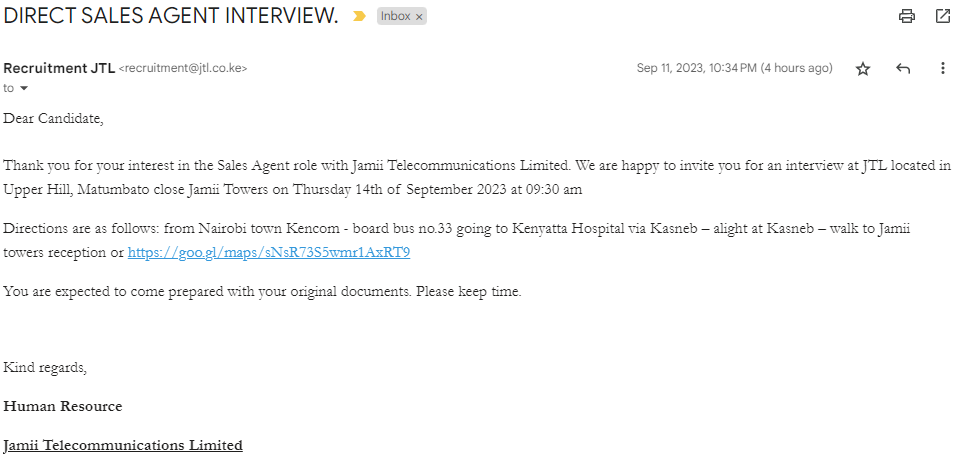 DIRECT SALES AGENT INTERVIEW. Inbox ×
Recruitment JTL <recruitment@jtl.co.ke> Sep 11, 2023, 10:34 PM (4 hours ago)
to
Dear Candidate,
Thank you for your interest in the Sales Agent role with Jamii Telecommunications Limited. We are happy to invite you for an interview at JTL located in
Upper Hill, Matumbato close Jamii Towers on Thursday 14th of September 2023 at 09:30 am
Directions are as follows: from Nairobi town Kencom - board bus no.33 going to Kenyatta Hospital via Kasneb – alight at Kasneb – walk to Jamii
towers reception or https://goo.gl/maps/sNsR73S5wmr1AxRT9
You are expected to come prepared with your original documents. Please keep time.
Kind regards,
Human Resource
Jamii Telecommunications Limited